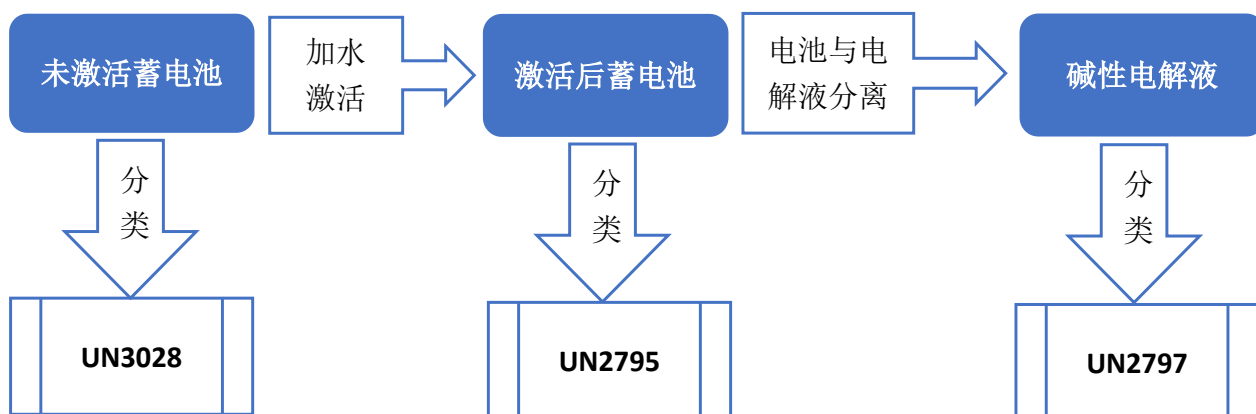 未激活蓄电池
加水
激活
激活后蓄电池
电池与电
解液分离
碱性电解液
分
类
分
类
分
类
UN3028
UN2795
UN2797